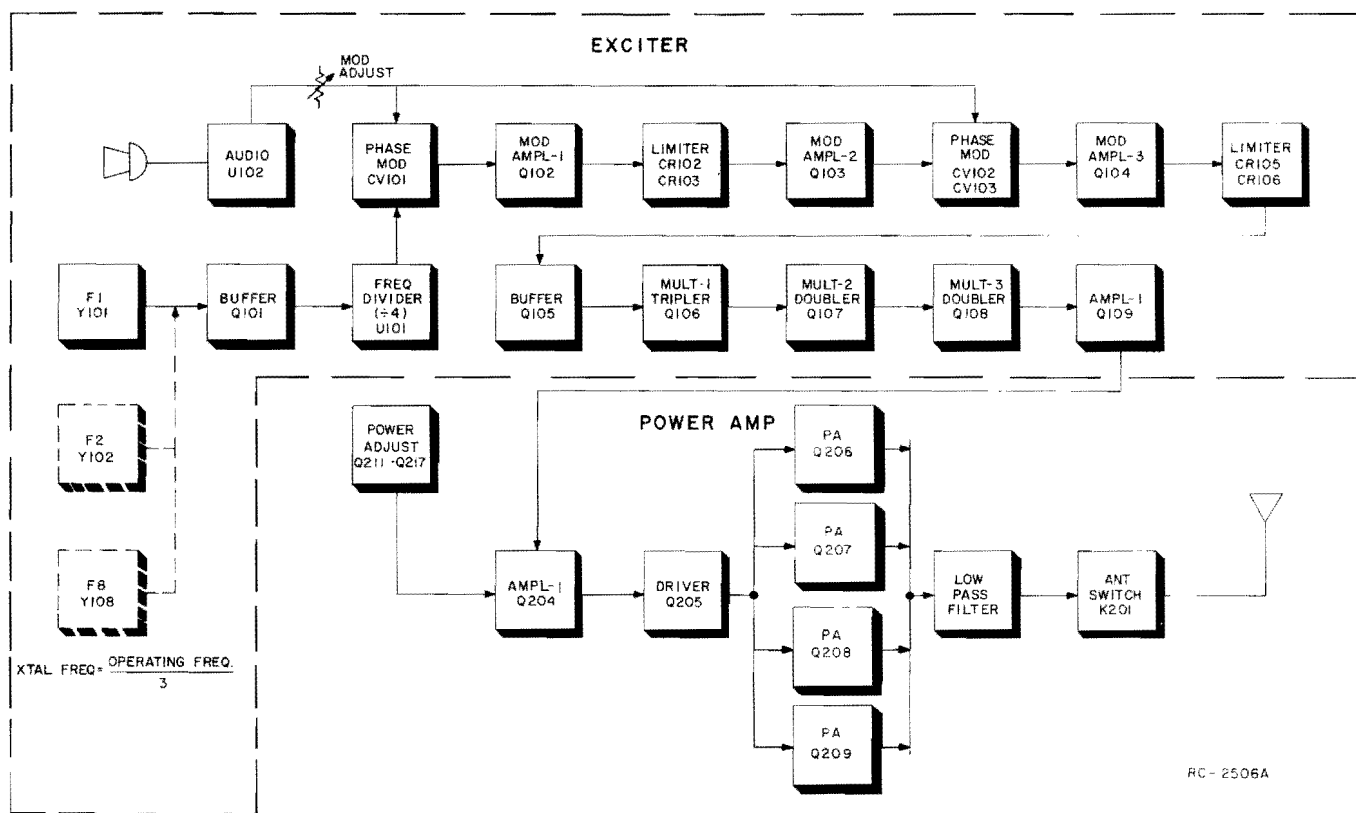 EXCITER
MOD
ADJUST
AUDIO
U102
PHASE
MOD
CV101
MOD
AMPL-1
Q102
LIMITER
CR102
CR103
MOD
AMPL-2
Q103
PHASE
MOD
CV102
CV103
MOD
AMPL-3
Q104
LIMITER
CR105
CR106
F1
Y101
BUFFER
Q101
FREQ
DIVIDER
(÷4)
U101
BUFFER
Q105
MULT-1
TRIPLER
Q106
MULT-2
DOUBLER
Q107
MULT-3
DOUBLER
Q108
AMPL-1
Q109
F2
Y102
F8
Y108
XTAL FREQ= OPERATING FREQ.
3
POWER AMP
POWER
ADJUST
Q211-Q217
AMPL-1
Q204
DRIVER
Q205
PA
Q206
PA
Q207
PA
Q208
PA
Q209
LOW
PASS
FILTER
ANT
SWITCH
K201
RC-2506A